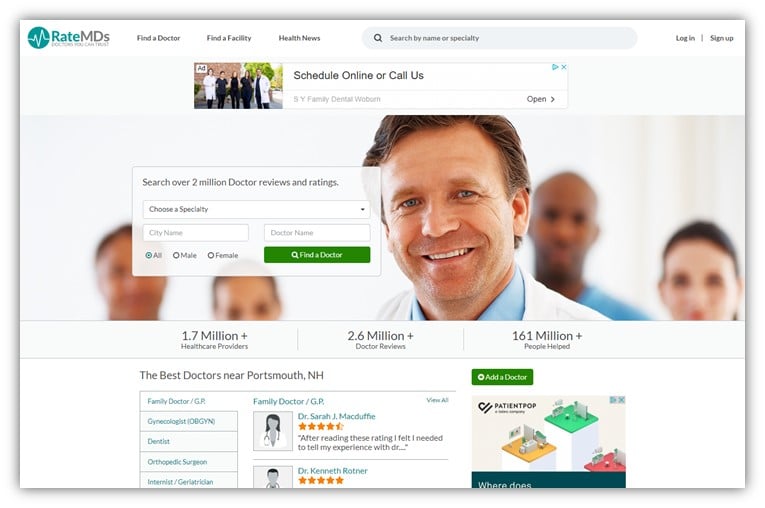 RateMDs
DOCTORS YOU CAN TRUST
Find a Doctor
Find a Facility
Health News
Search by name or specialty
Log in | Sign up
Ad
Schedule Online or Call Us
S Y Family Dental Woburn
Open
Search over 2 million Doctor reviews and ratings.
Choose a Specialty
City Name
Doctor Name
All
Male
Female
Find a Doctor
1.7 Million +
Healthcare Providers
2.6 Million +
Doctor Reviews
161 Million +
People Helped
The Best Doctors near Portsmouth, NH
Add a Doctor
Family Doctor / G.P.
Gynecologist (OBGYN)
Dentist
Orthopedic Surgeon
Internist / Geriatrician
Family Doctor / G.P.
View All
Dr. Sarah J. Macduffie
"After reading these rating I felt I needed
to tell my experience with dr...."
Dr. Kenneth Rotner
PATIENTPOP
a tebra company
Where does